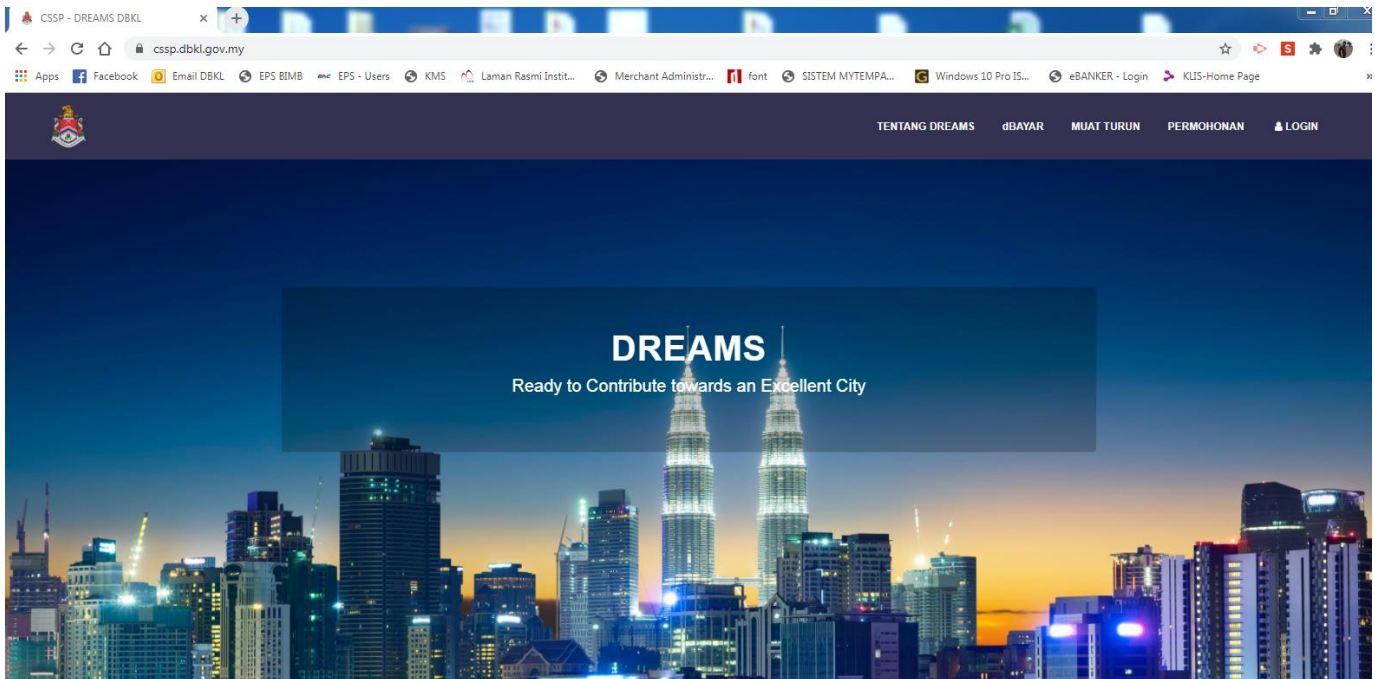 CSSP - DREAMS DBKL
cssp.dbkl.gov.my
Apps Facebook Email DBKL EPS BIMB EPS - Users KMS Laman Rasmi Instit... Merchant Administr... font SISTEM MYTEMPA... Windows 10 Pro IS... eBANKER - Login KLIS-Home Page
TENTANG DREAMS dBAYAR MUAT TURUN PERMOHONAN LOGIN
DREAMS
Ready to Contribute towards an Excellent City